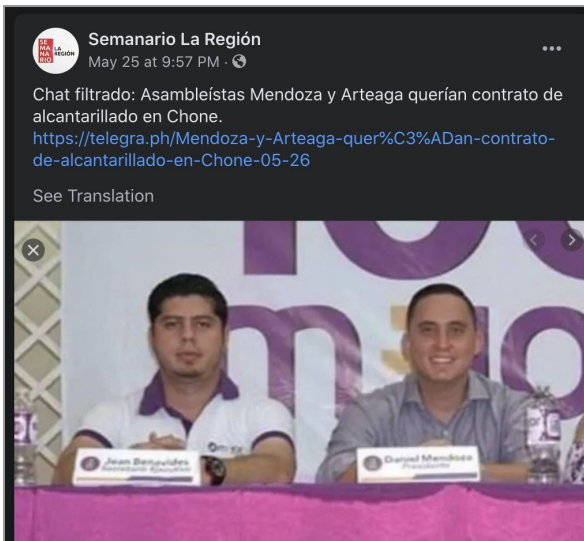 SE
MA
NA
RIO
LA
REGIÓN
Semanario La Región
May 25 at 9:57 PM ·
Chat filtrado: Asambleístas Mendoza y Arteaga querían contrato de
alcantarillado en Chone.
https://telegra.ph/Mendoza-y-Arteaga-quer%C3%ADan-contrato-
de-alcantarillado-en-Chone-05-26
See Translation
Jean Benavides
Secretario Ejecutivo
Daniel Mendoza
Presidente